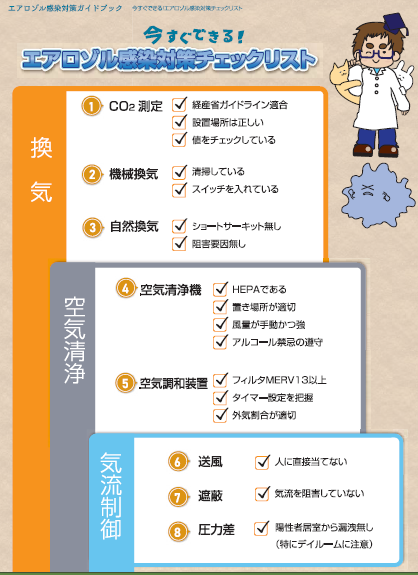 エアロゾル感染対策ガイドブック 今すぐできる!エアロゾル感染対策チェックリスト
今すぐできる!
エアロゾル感染対策チェックリスト
換気
1 CO2 測定
経産省ガイドライン適合
設置場所は正しい
値をチェックしている
2 機械換気
清掃している
スイッチを入れている
3 自然換気
ショートサーキット無し
阻害要因無し
空気清浄
4 空気清浄機
HEPAである
置き場所が適切
風量が手動かつ強
アルコール禁忌の遵守
5 空気調和装置
フィルタMERV13以上
タイマー設定を把握
外気割合が適切
気流制御
6 送風
人に直接当てない
7 遮蔽
気流を阻害していない
8 圧力差
陽性者居室から漏洩無し
(特にデイルームに注意)